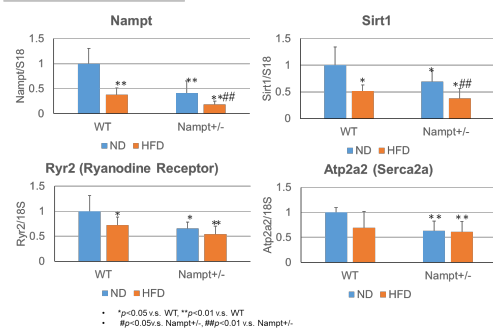 Nampt
Sirt1
Nampt/S18
1.5
1
0.5
0
**
**
**##
WT
Nampt+/-
ND
HFD
Sirt1/S18
1.5
1
0.5
0
*
*
*##
WT
Nampt+/-
ND
HFD
Ryr2 (Ryanodine Receptor)
Atp2a2 (Serca2a)
Ryr2/18S
1.5
1
0.5
0
*
*
**
WT
Nampt+/-
ND
HFD
Atp2a2/18S
1.5
1
0.5
0
**
**
WT
Nampt+/-
ND
HFD
• *p<0.05 v.s. WT, **p<0.01 v.s. WT
• #p<0.05v.s. Nampt+/-, ##p<0.01 v.s. Nampt+/-